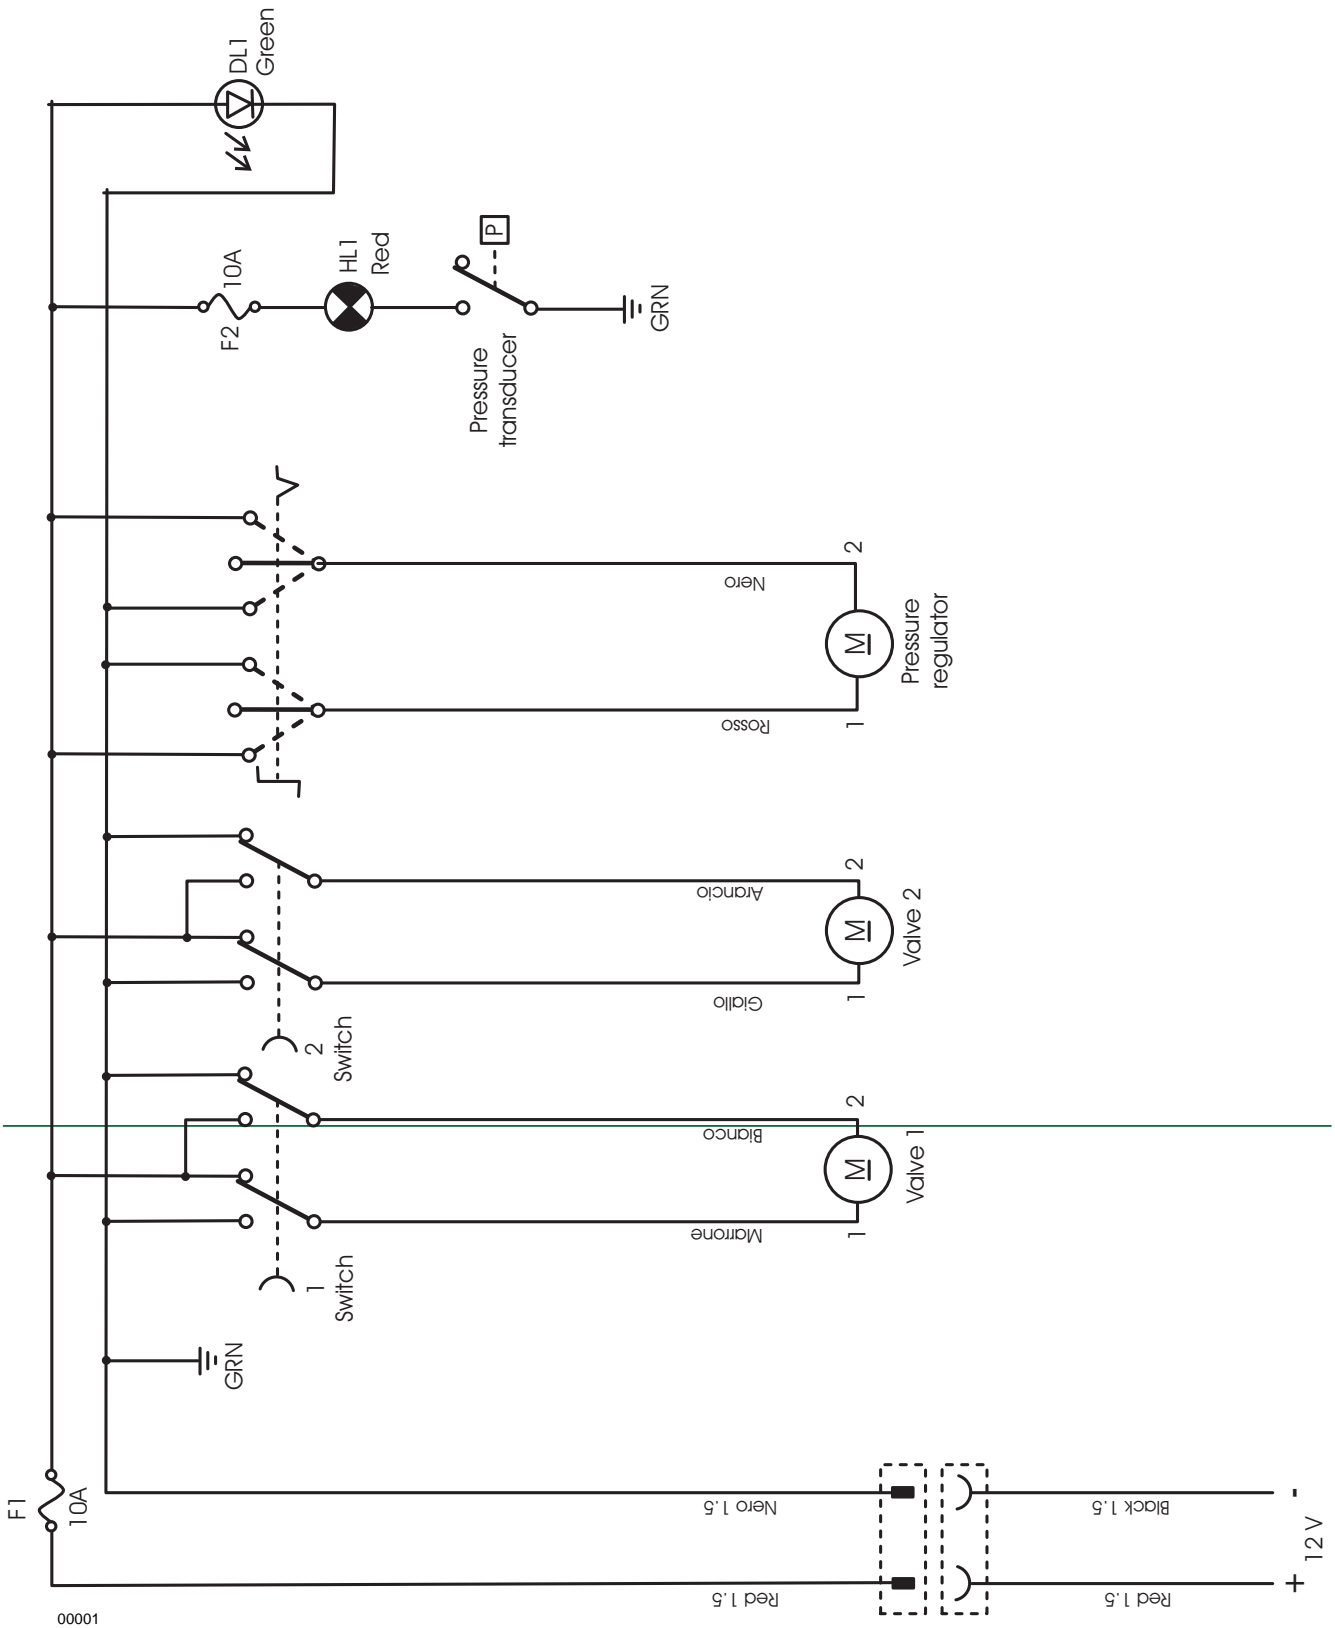 DL1
Green
P
10A
F2
HL1
Red
GRN
Pressure
transducer
Nero
2
M
Pressure
regulator
Rosso
1
2
Arancio
M
Valve 2
Giallo
1
2
Switch
Bianco
2
M
Valve 1
Marrone
1
1
Switch
GRN
F1
10A
Nero 1.5
Black 1.5
-
12 V
+
Red 1.5
Red 1.5
00001